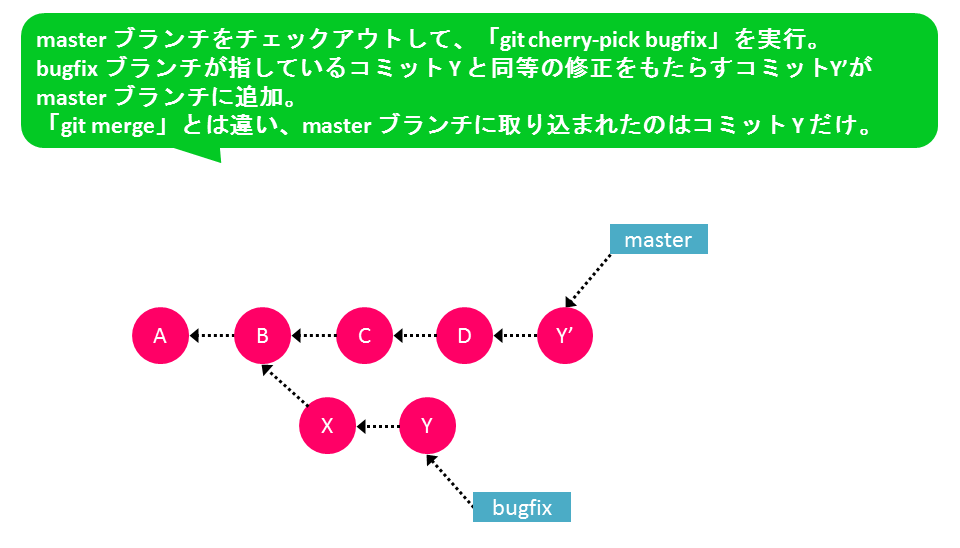 master ブランチをチェックアウトして、「git cherry-pick bugfix」を実行。
bugfix ブランチが指しているコミット Y と同等の修正をもたらすコミットY’が
master ブランチに追加。
「git merge」とは違い、master ブランチに取り込まれたのはコミット Y だけ。
master
A
B
C
D
Y’
X
Y
bugfix